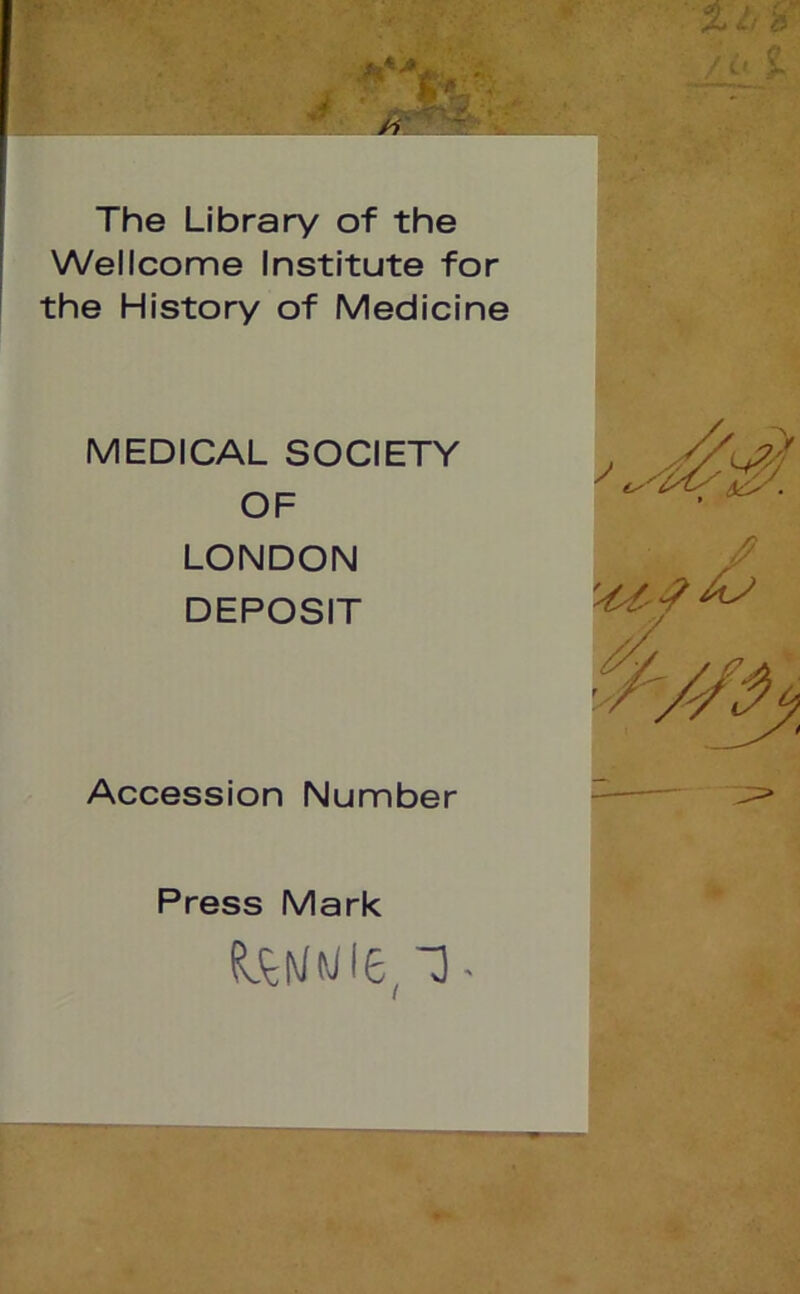 The Library of the
Wellcome Institute for
the History of Medicine
MEDICAL SOCIETY
OF
LONDON
DEPOSIT
Accession Number
Press Mark
RENNIE, J.